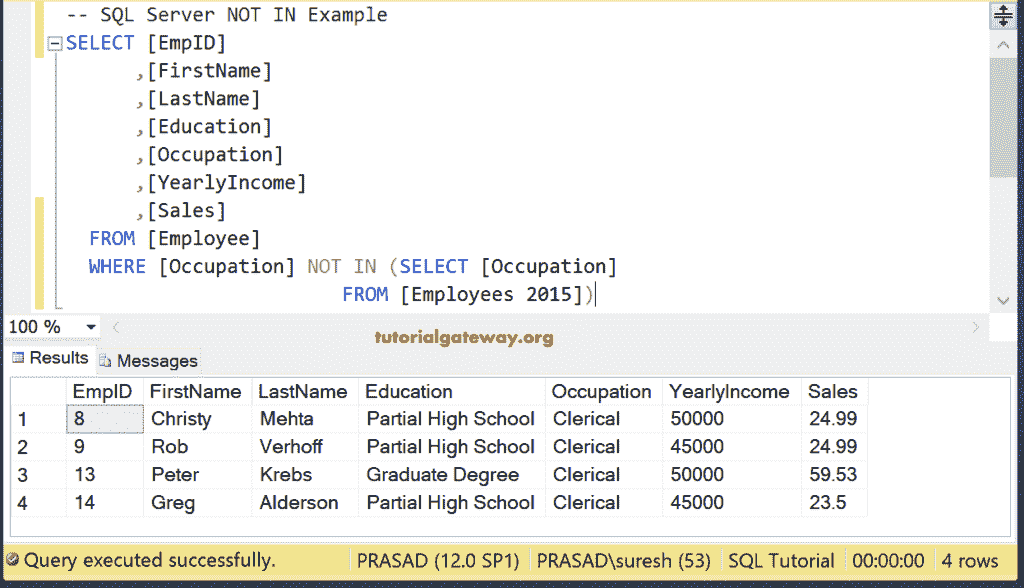 -- SQL Server NOT IN Example
SELECT [EmpID]
,[FirstName]
,[LastName]
,[Education]
,[Occupation]
,[YearlyIncome]
,[Sales]
FROM [Employee]
WHERE [Occupation] NOT IN (SELECT [Occupation]
FROM [Employees 2015])
100 %
tutorialgateway.org
Results Messages
EmpID FirstName LastName Education Occupation YearlyIncome Sales
1 8 Christy Mehta Partial High School Clerical 50000 24.99
2 9 Rob Verhoff Partial High School Clerical 45000 24.99
3 13 Peter Krebs Graduate Degree Clerical 50000 59.53
4 14 Greg Alderson Partial High School Clerical 45000 23.5
Query executed successfully. PRASAD (12.0 SP1) PRASAD\suresh (53) SQL Tutorial 00:00:00 4 rows